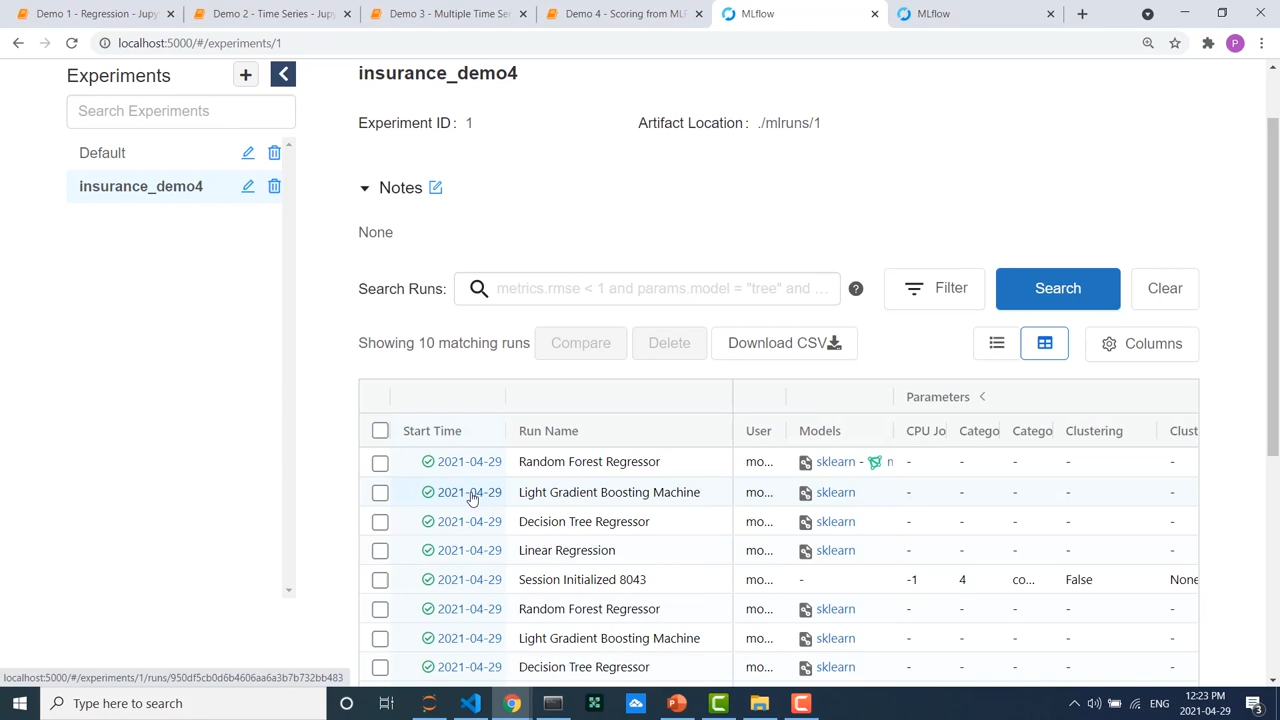 Demo 1 - Regression - Jupy
Demo 2 - Time Series - Jup
Demo 3 - Multiple Time Ser
Demo 4 - Scoring from MLF
MLflow
MLflow
localhost:5000/#/experiments/1
P
Experiments
Search Experiments
Default
insurance_demo4
insurance_demo4
Experiment ID : 1
Artifact Location : ./mlruns/1
Notes
None
Search Runs:
metrics.rmse < 1 and params.model = "tree" and ...
?
Filter
Search
Clear
Showing 10 matching runs
Compare
Delete
Download CSV
Columns
Parameters
Start Time Run Name User Models CPU Jo Catego Catego Clustering Clust
2021-04-29 Random Forest Regressor mo... sklearn - n - - - - -
2021-04-29 Light Gradient Boosting Machine mo... sklearn - - - - -
2021-04-29 Decision Tree Regressor mo... sklearn - - - - -
2021-04-29 Linear Regression mo... sklearn - - - - -
2021-04-29 Session Initialized 8043 mo... - -1 4 co... False None
2021-04-29 Random Forest Regressor mo... sklearn - - - - -
2021-04-29 Light Gradient Boosting Machine mo... sklearn - - - - -
2021-04-29 Decision Tree Regressor mo... sklearn - - - - -
localhost:5000/#/experiments/1/runs/950df5cb0d6b4606aa6a3b7b732bb483
Type here to search
ENG
12:23 PM
2021-04-29
3